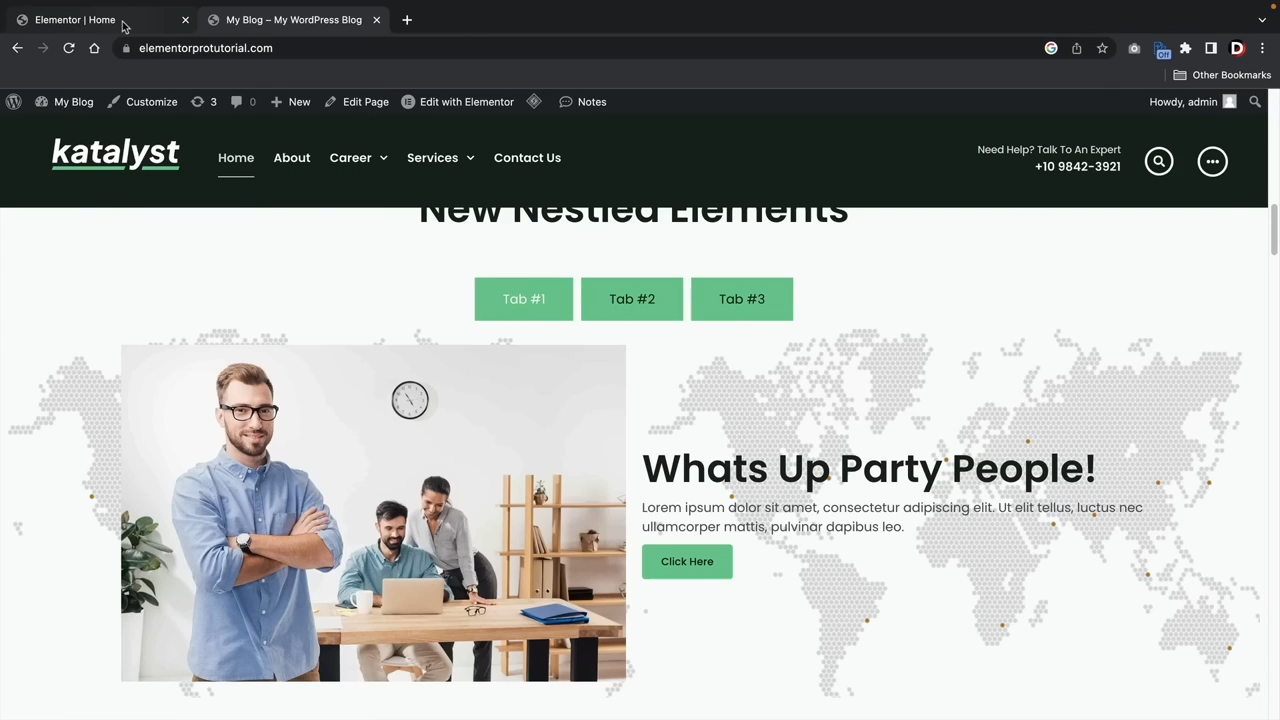 Elementor | Home
My Blog – My WordPress Blog
elementorprotutorial.com
Off
D
Other Bookmarks
My Blog
Customize
3
0
New
Edit Page
Edit with Elementor
Notes
Howdy, admin
katalyst
Home
About
Career
Services
Contact Us
Need Help? Talk To An Expert
+10 9842-3921
New Nestled Elements
Tab #1
Tab #2
Tab #3
Whats Up Party People!
Lorem ipsum dolor sit amet, consectetur adipiscing elit. Ut elit tellus, luctus nec
ullamcorper mattis, pulvinar dapibus leo.
Click Here